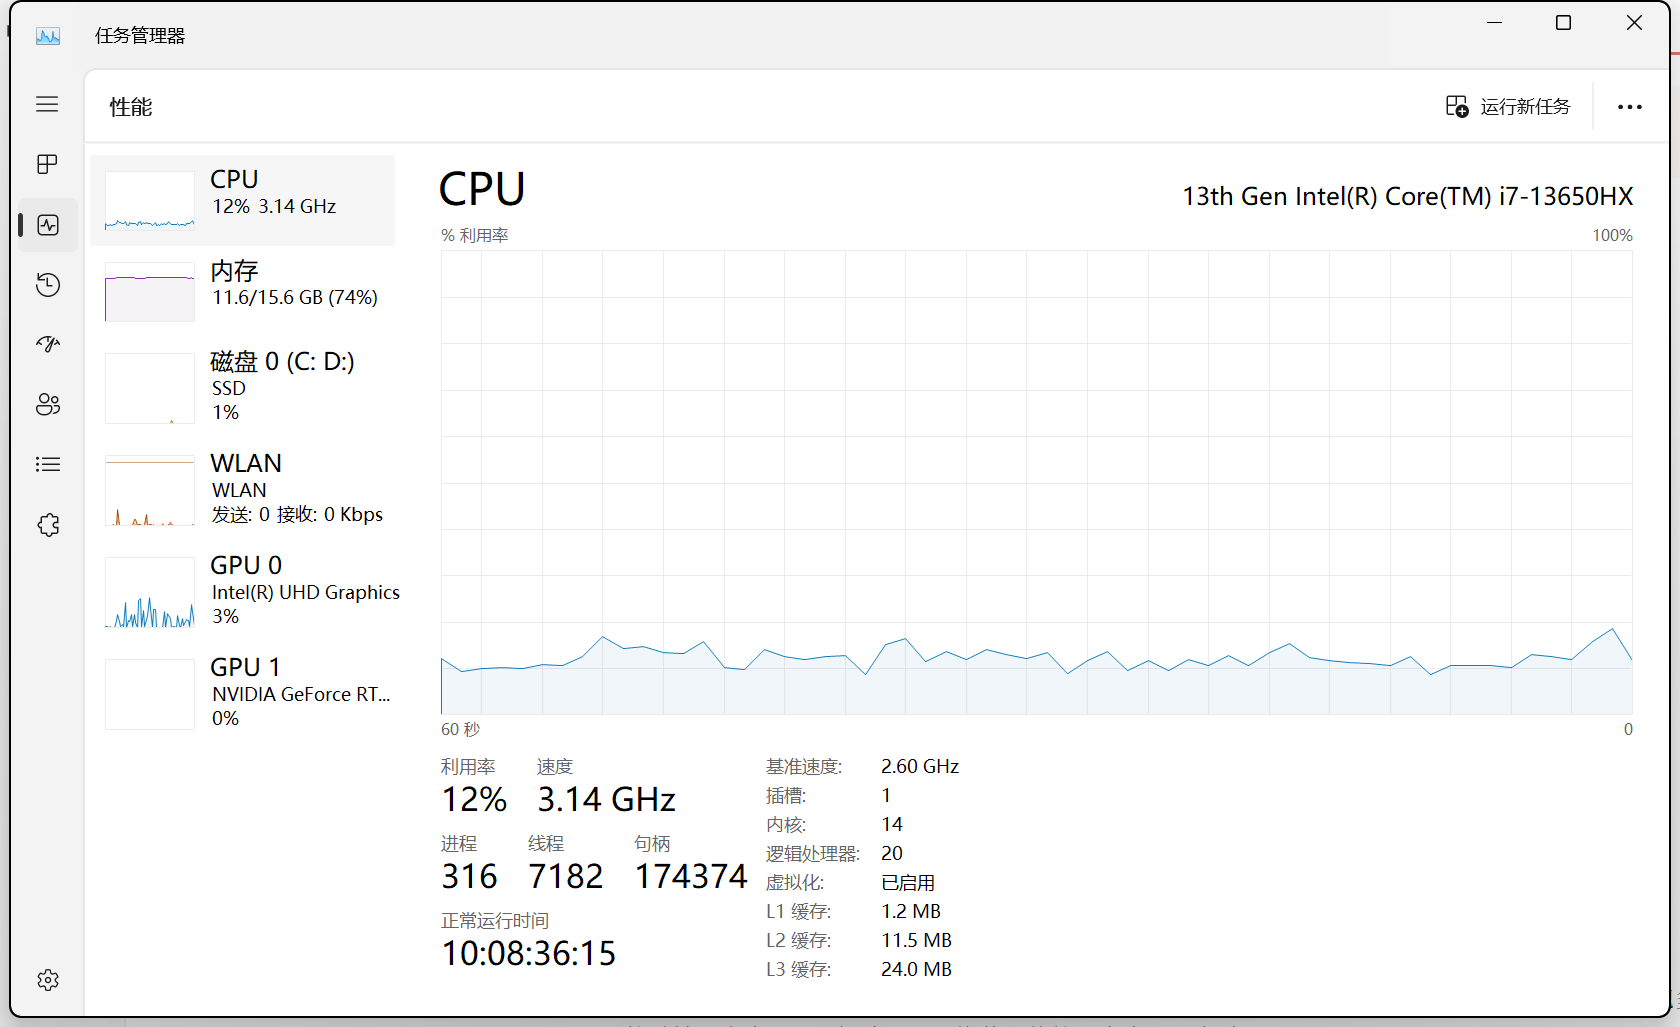 任务管理器
性能
运行新任务
CPU
12% 3.14 GHz
内存
11.6/15.6 GB (74%)
磁盘 0 (C: D:)
SSD
1%
WLAN
WLAN
发送: 0 接收: 0 Kbps
GPU 0
Intel(R) UHD Graphics
3%
GPU 1
NVIDIA GeForce RT...
0%
CPU
13th Gen Intel(R) Core(TM) i7-13650HX
% 利用率
100%
60 秒
0
利用率
速度
12%
3.14 GHz
进程
线程
句柄
316
7182
174374
正常运行时间
10:08:36:15
基准速度: 2.60 GHz
插槽: 1
内核: 14
逻辑处理器: 20
虚拟化: 已启用
L1 缓存: 1.2 MB
L2 缓存: 11.5 MB
L3 缓存: 24.0 MB